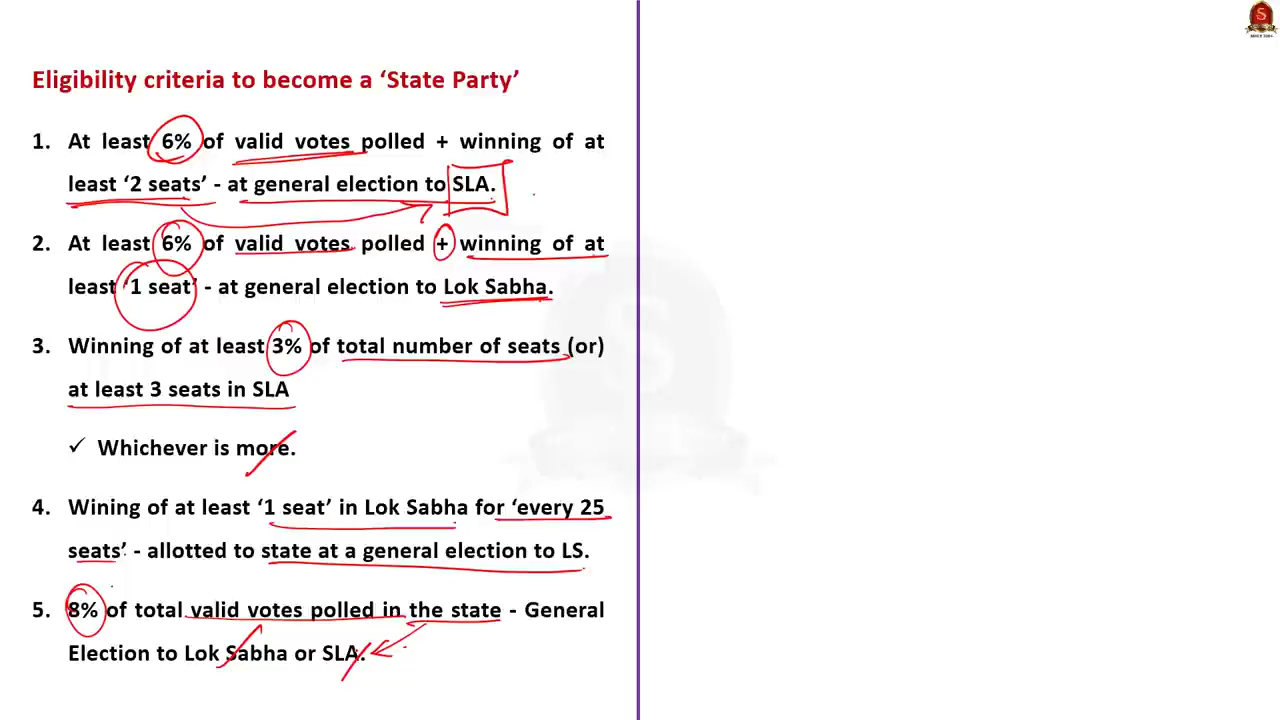 Eligibility criteria to become a ‘State Party’
1. At least 6% of valid votes polled + winning of at
least ‘2 seats’ - at general election to SLA.
2. At least 6% of valid votes polled + winning of at
least ‘1 seat’ - at general election to Lok Sabha.
3. Winning of at least 3% of total number of seats (or)
at least 3 seats in SLA
✓ Whichever is more.
4. Wining of at least ‘1 seat’ in Lok Sabha for ‘every 25
seats’ - allotted to state at a general election to LS.
5. 8% of total valid votes polled in the state - General
Election to Lok Sabha or SLA.
S